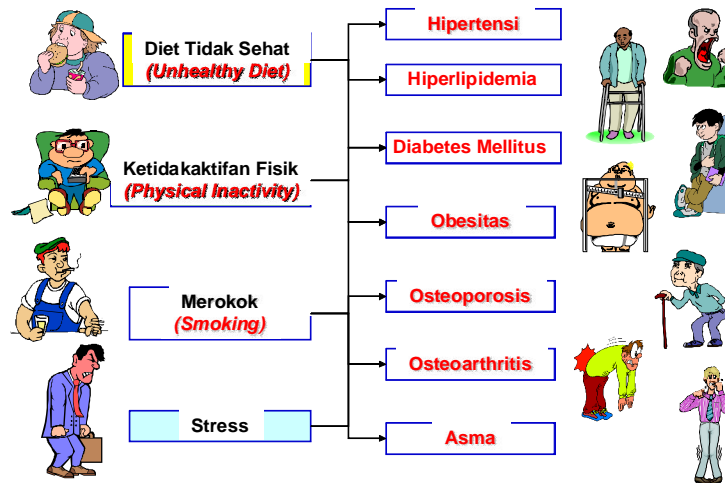 Diet Tidak Sehat
(Unhealthy Diet)
Ketidakaktifan Fisik
(Physical Inactivity)
Merokok
(Smoking)
Stress
Hipertensi
Hiperlipidemia
Diabetes Mellitus
Obesitas
Osteoporosis
Osteoarthritis
Asma